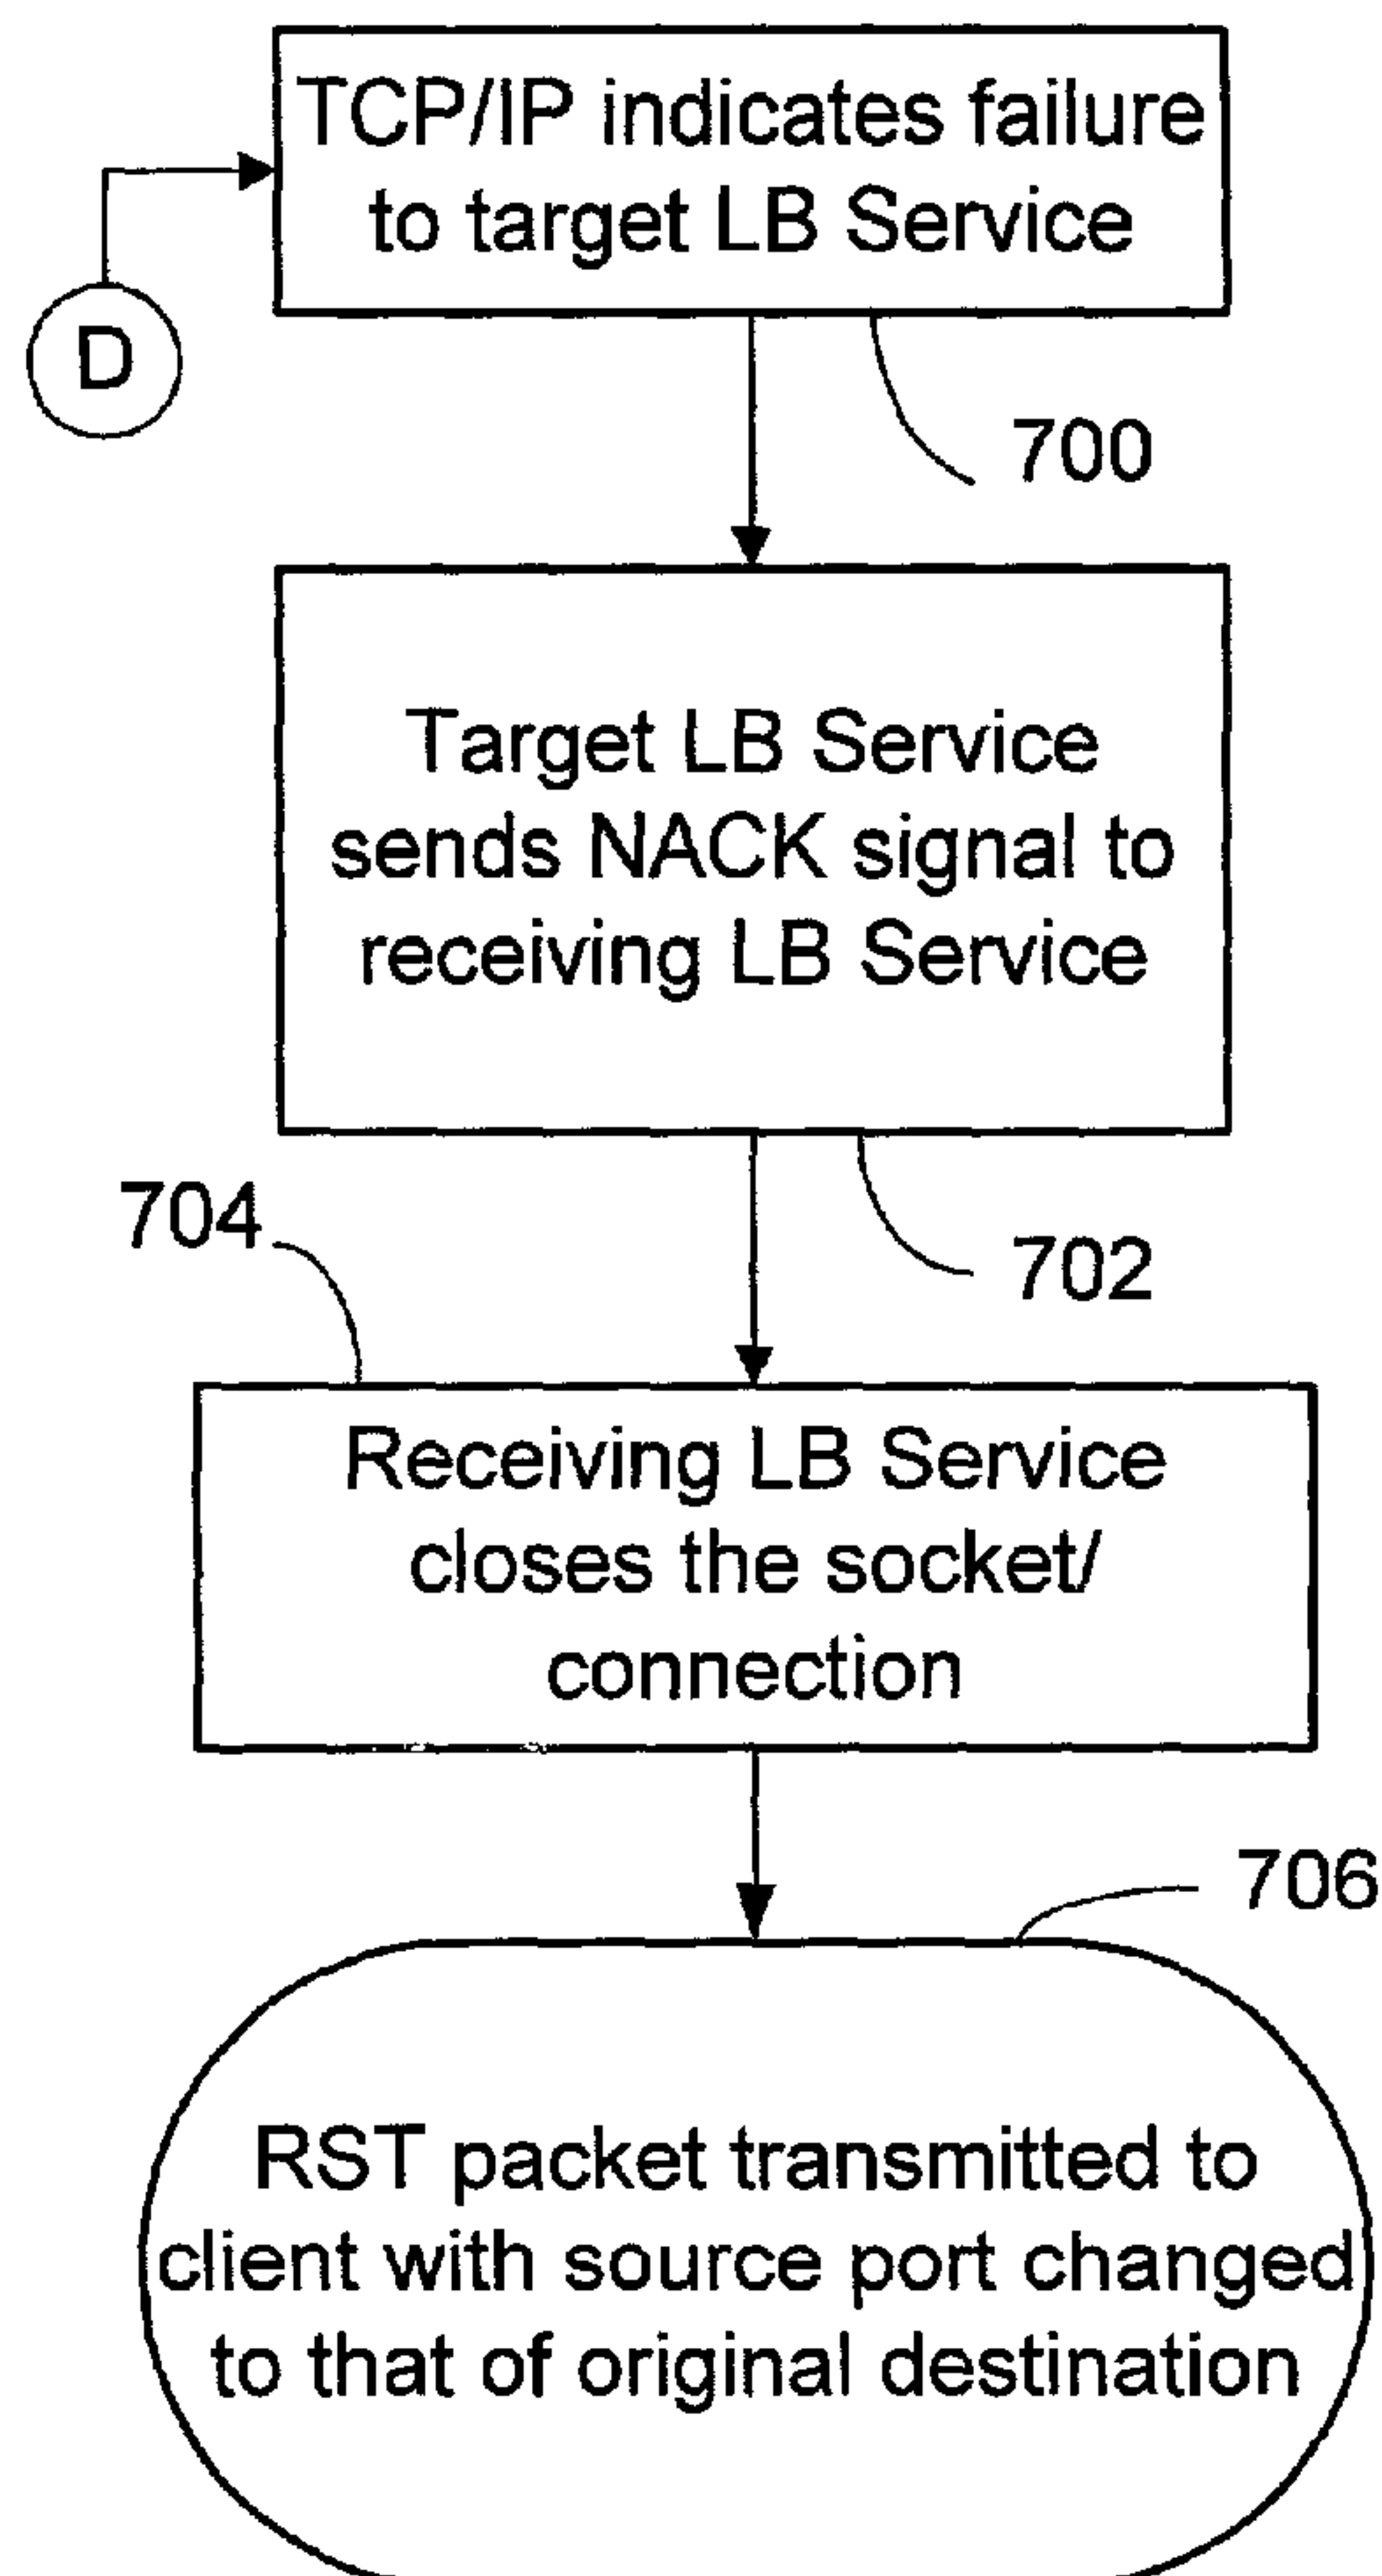 TCP/IP indicates failure
to target LB Service
D
700
Target LB Service
sends NACK signal to
receiving LB Service
704
702
Receiving LB Service
closes the socket/
connection
706
RST packet transmitted to
client with source port changed
to that of original destination